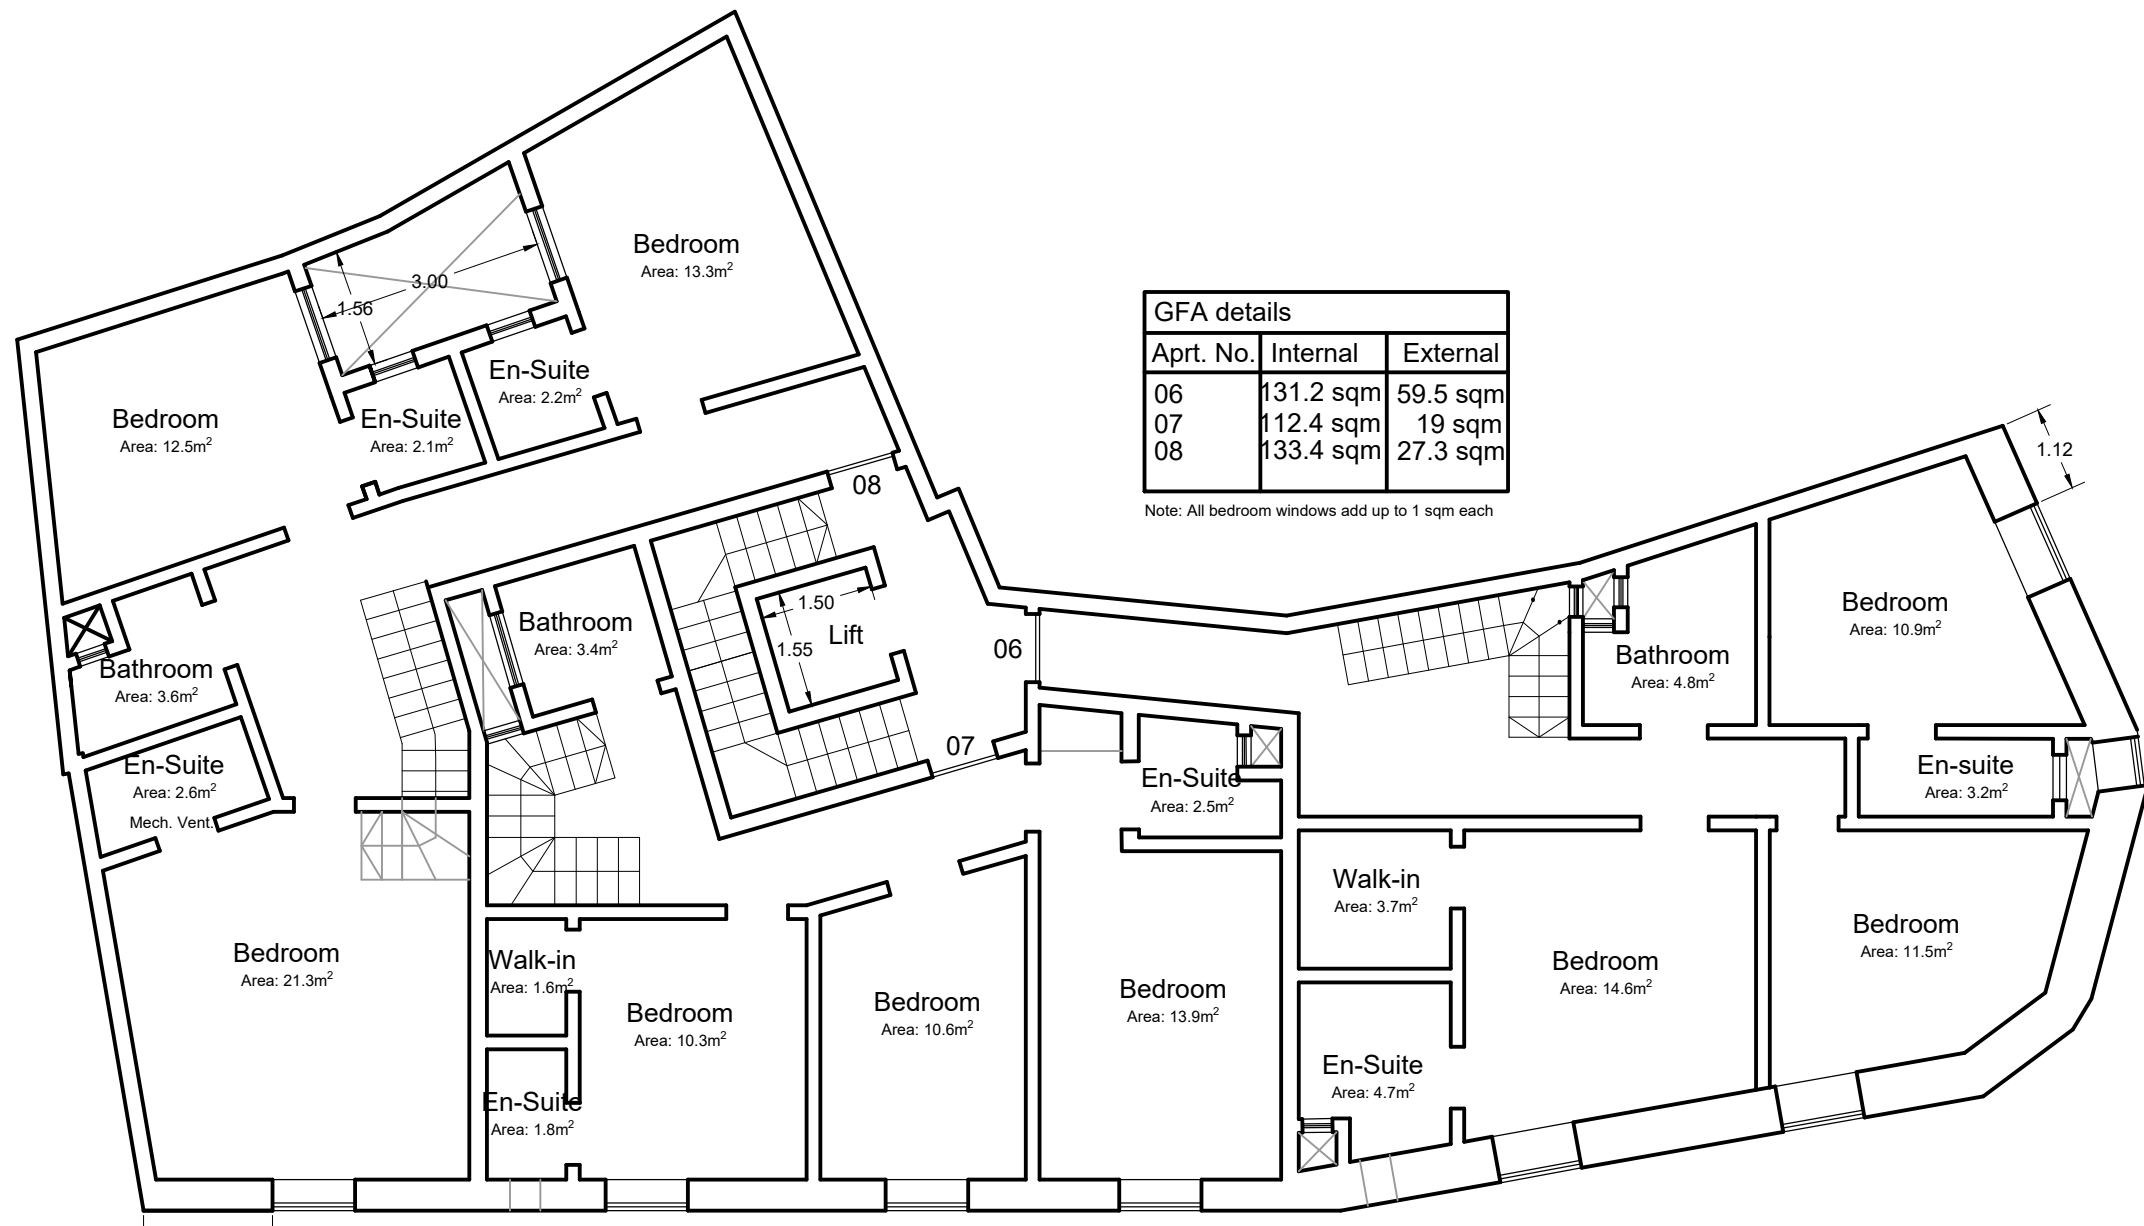 Bedroom
Area: 13.3m²
3.00
1.56
En-Suite
Area: 2.2m²
Bedroom
Area: 12.5m²
En-Suite
Area: 2.1m²
08
GFA details
Aprt. No. Internal External
06 131.2 sqm 59.5 sqm
07 112.4 sqm 19 sqm
08 133.4 sqm 27.3 sqm
Note: All bedroom windows add up to 1 sqm each
1.12
Bathroom
Area: 3.6m²
Bathroom
Area: 3.4m²
1.50
Lift
1.55
06
07
Bathroom
Area: 4.8m²
Bedroom
Area: 10.9m²
En-Suite
Area: 2.6m²
Mech. Vent.
En-Suite
Area: 2.5m²
En-suite
Area: 3.2m²
Bedroom
Area: 21.3m²
Walk-in
Area: 1.6m²
Bedroom
Area: 10.3m²
En-Suite
Area: 1.8m²
Bedroom
Area: 10.6m²
Bedroom
Area: 13.9m²
Walk-in
Area: 3.7m²
En-Suite
Area: 4.7m²
Bedroom
Area: 14.6m²
Bedroom
Area: 11.5m²